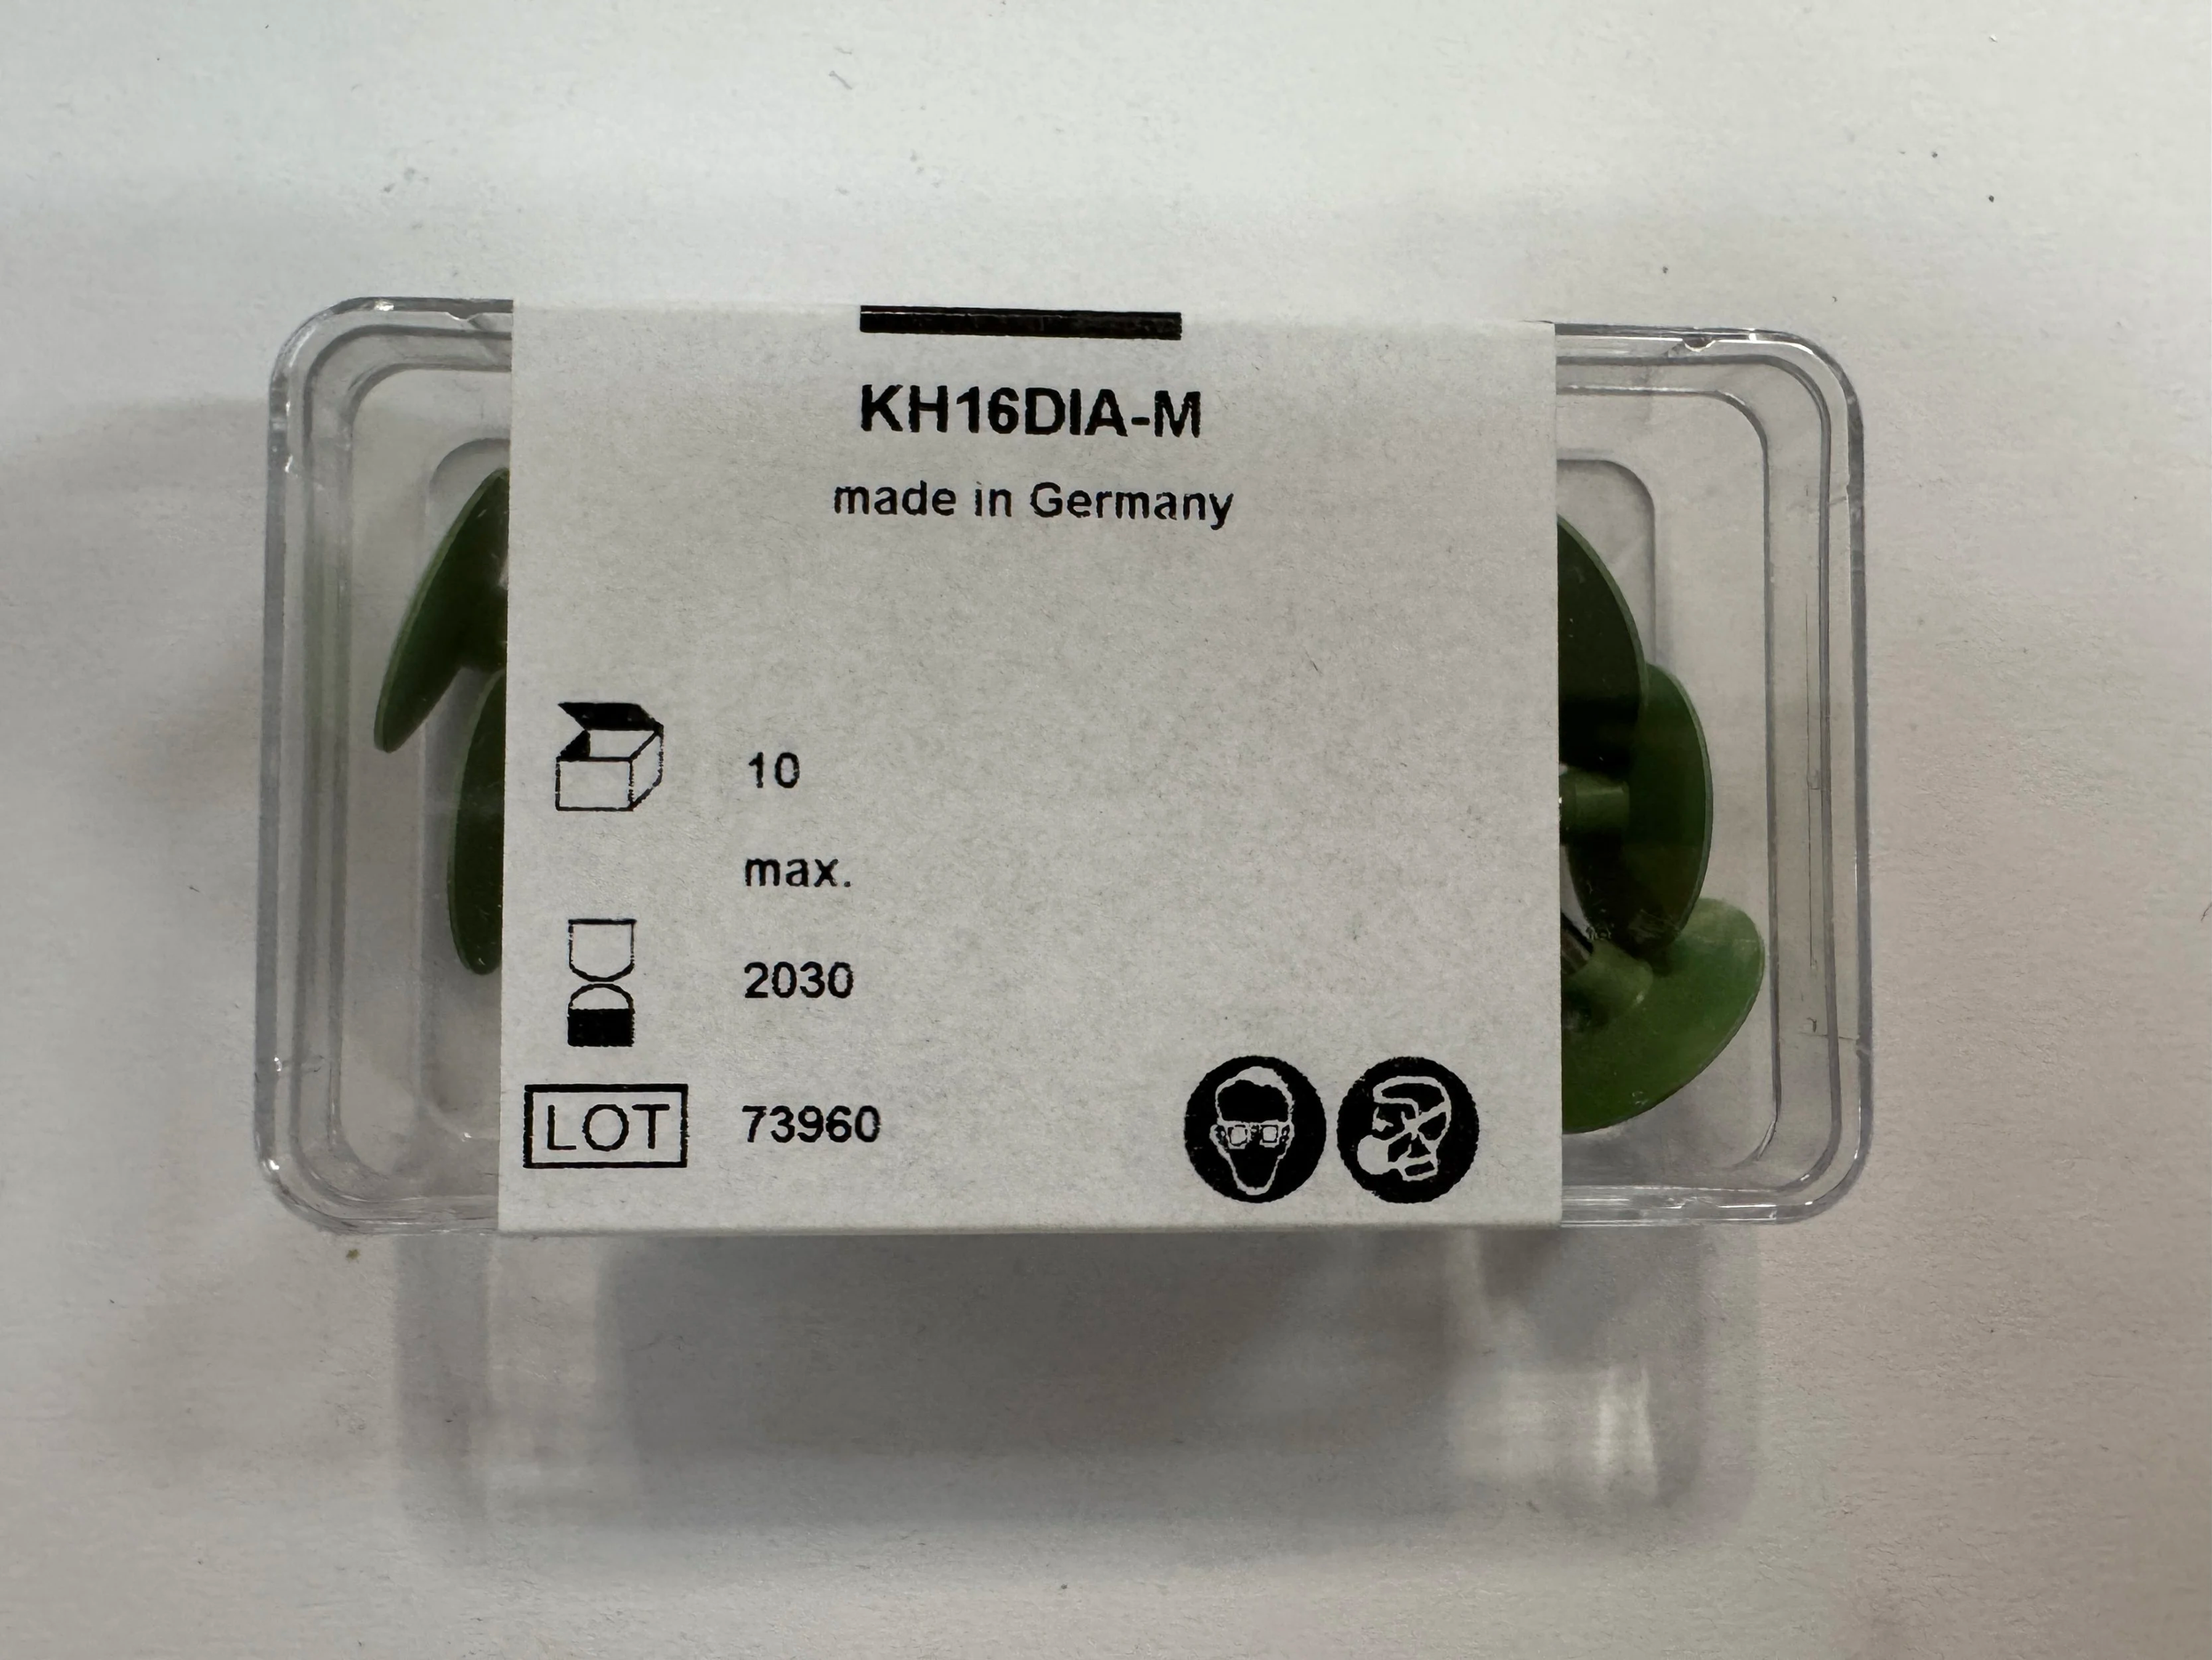 KH16DIA-M
made in Germany
10
max.
2030
LOT 73960